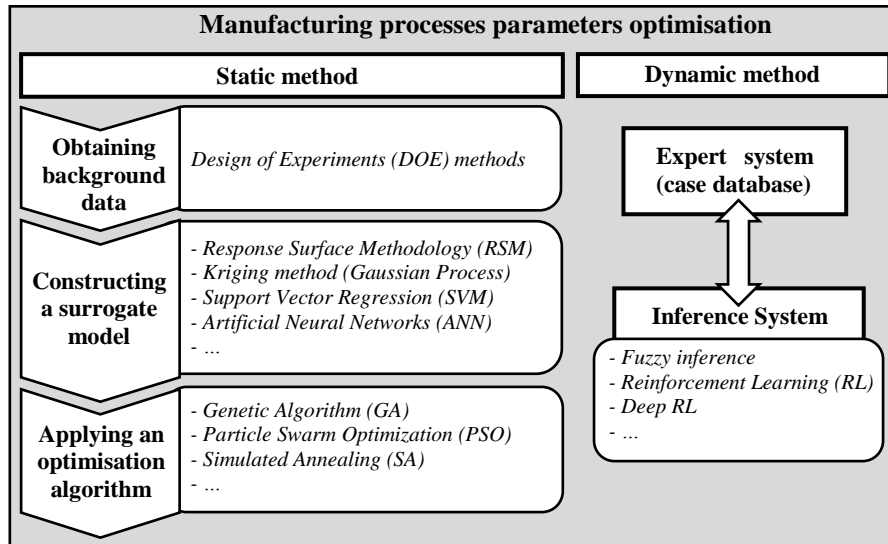 Manufacturing processes parameters optimisation
Static method
Obtaining
background
data
Design of Experiments (DOE) methods
Constructing
a surrogate
model
- Response Surface Methodology (RSM)
- Kriging method (Gaussian Process)
- Support Vector Regression (SVM)
- Artificial Neural Networks (ANN)
- …
Applying an
optimisation
algorithm
- Genetic Algorithm (GA)
- Particle Swarm Optimization (PSO)
- Simulated Annealing (SA)
- …
Dynamic method
Expert system
(case database)
Inference System
- Fuzzy inference
- Reinforcement Learning (RL)
- Deep RL
- …